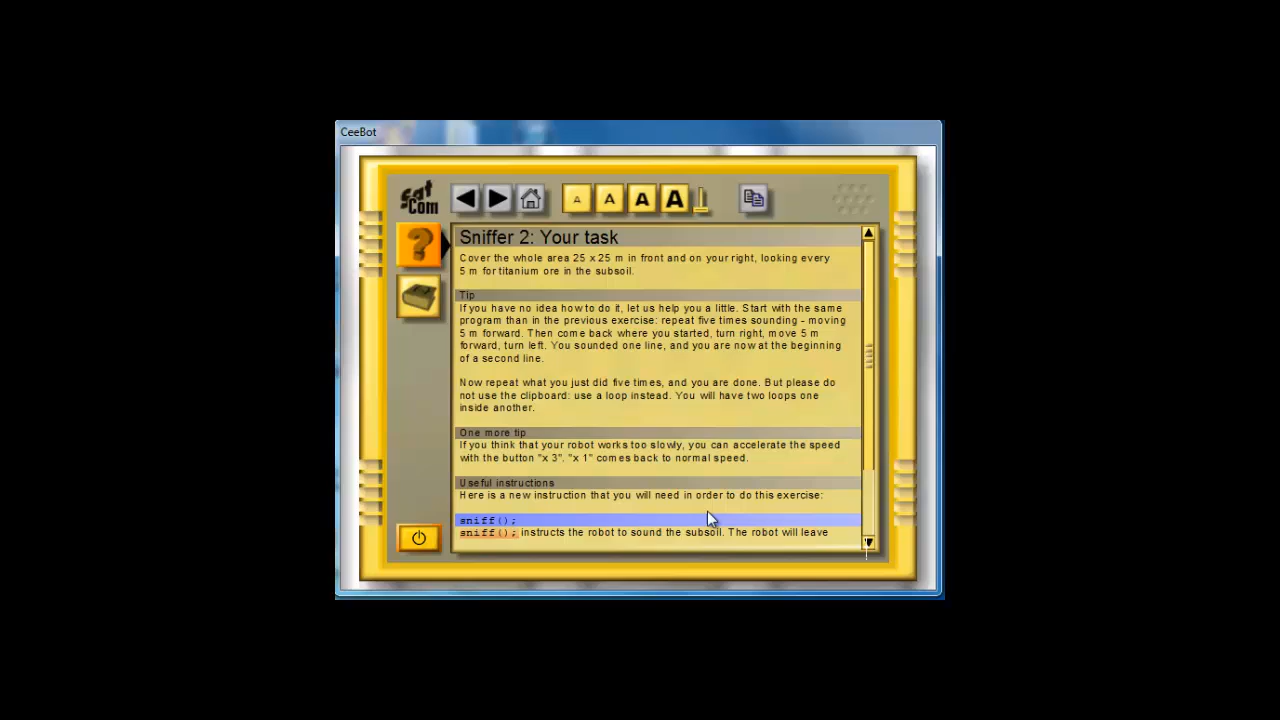 CeeBot
Sat
Com
A A A A
Sniffer 2: Your task
Cover the whole area 25 x 25 m in front and on your right, looking every
5 m for titanium ore in the subsoil.
Tip
If you have no idea how to do it, let us help you a little. Start with the same
program than in the previous exercise: repeat five times sounding - moving
5 m forward. Then come back where you started, turn right, move 5 m
forward, turn left. You sounded one line, and you are now at the beginning
of a second line.
Now repeat what you just did five times, and you are done. But please do
not use the clipboard: use a loop instead. You will have two loops one
inside another.
One more tip
If you think that your robot works too slowly, you can accelerate the speed
with the button "x 3". "x 1" comes back to normal speed.
Useful instructions
Here is a new instruction that you will need in order to do this exercise:
sniff();
sniff(); instructs the robot to sound the subsoil. The robot will leave